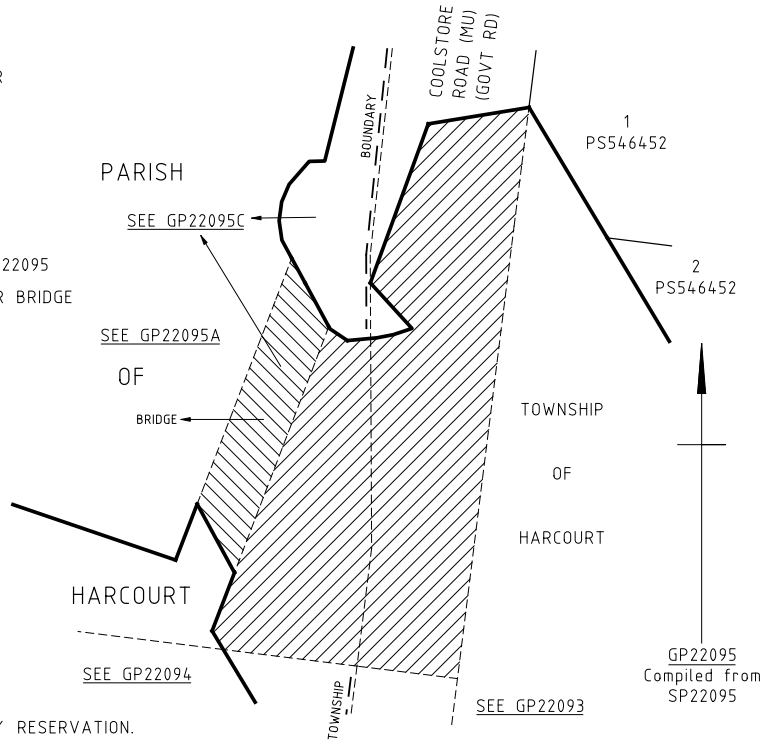 COOLSTORE
ROAD (MU)
(GOVT RD)
R
BOUNDARY
1
PS546452
PARISH
SEE GP22095C
22095
R BRIDGE
2
PS546452
SEE GP22095A
OF
BRIDGE
TOWNSHIP
OF
HARCOURT
HARCOURT
SEE GP22094
GP22095
Compiled from
SP22095
TOWNSHIP
SEE GP22093
Y RESERVATION.